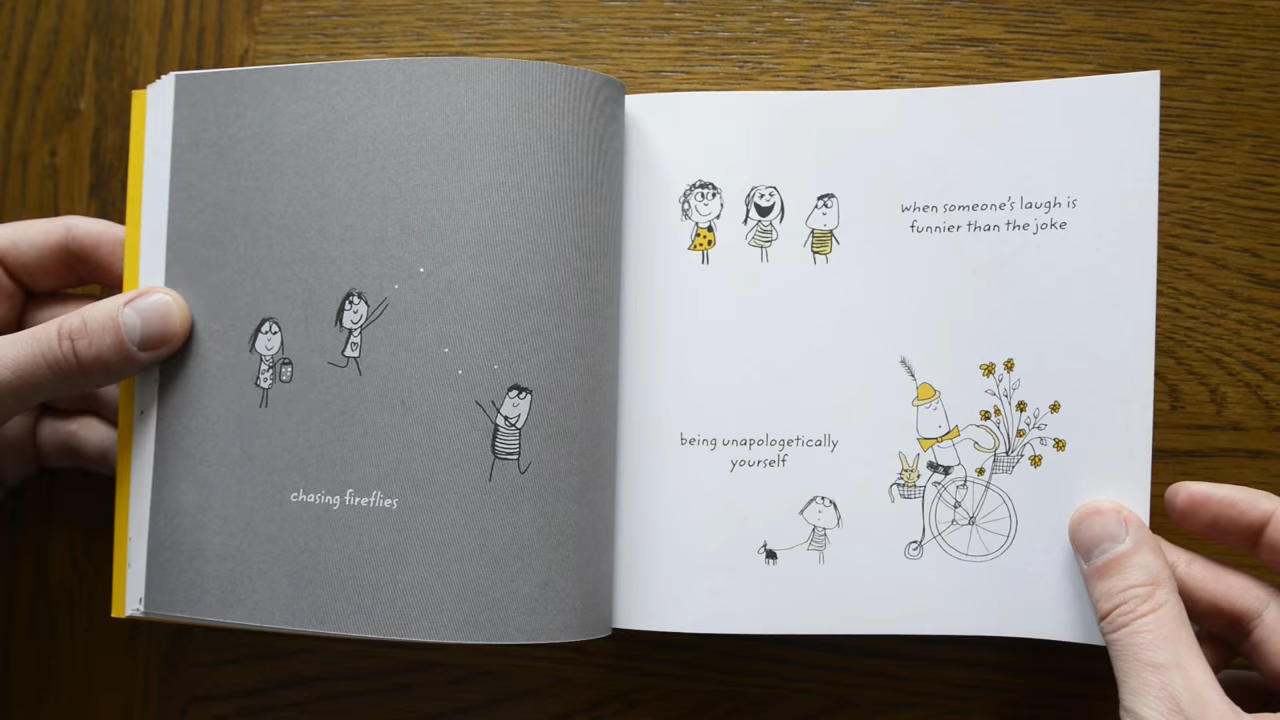 chasing fireflies
when someone's laugh is
funnier than the joke
being unapologetically
yourself